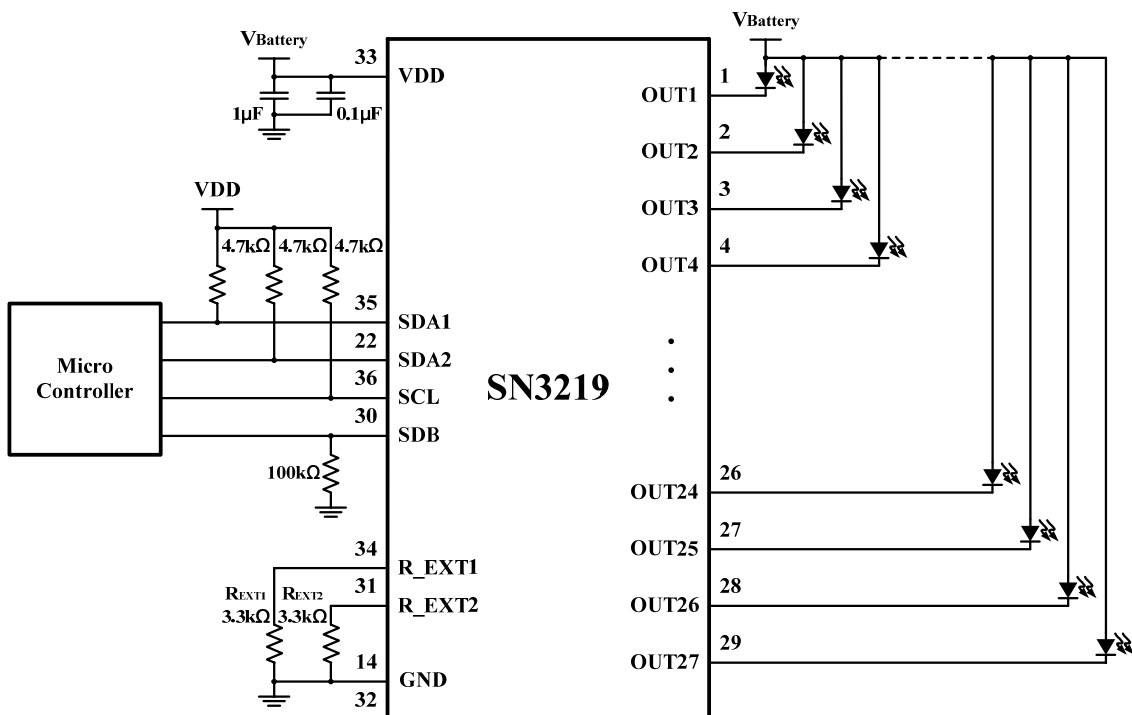 VBattery
33
VDD
1µF
0.1µF
VDD
4.7kΩ 4.7kΩ 4.7kΩ
Micro
Controller
35
SDA1
22
SDA2
36
SCL
30
SDB
100kΩ
34
R_EXT1
31
R_EXT2
REXT1
3.3kΩ
REXT2
3.3kΩ
14
GND
32
SN3219
VBattery
1
OUT1
2
OUT2
3
OUT3
4
OUT4
26
OUT24
27
OUT25
28
OUT26
29
OUT27